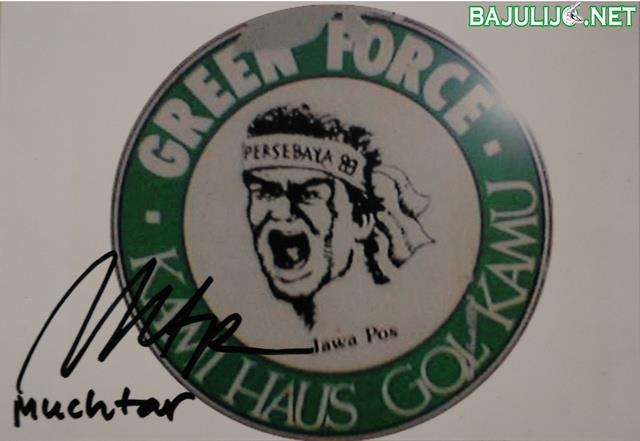 BAJULIJO.NET
GREEN FORCE
PERSEBAYA 89
Jawa Pos
KAMI HAUS GOL KAMU
Muchtar